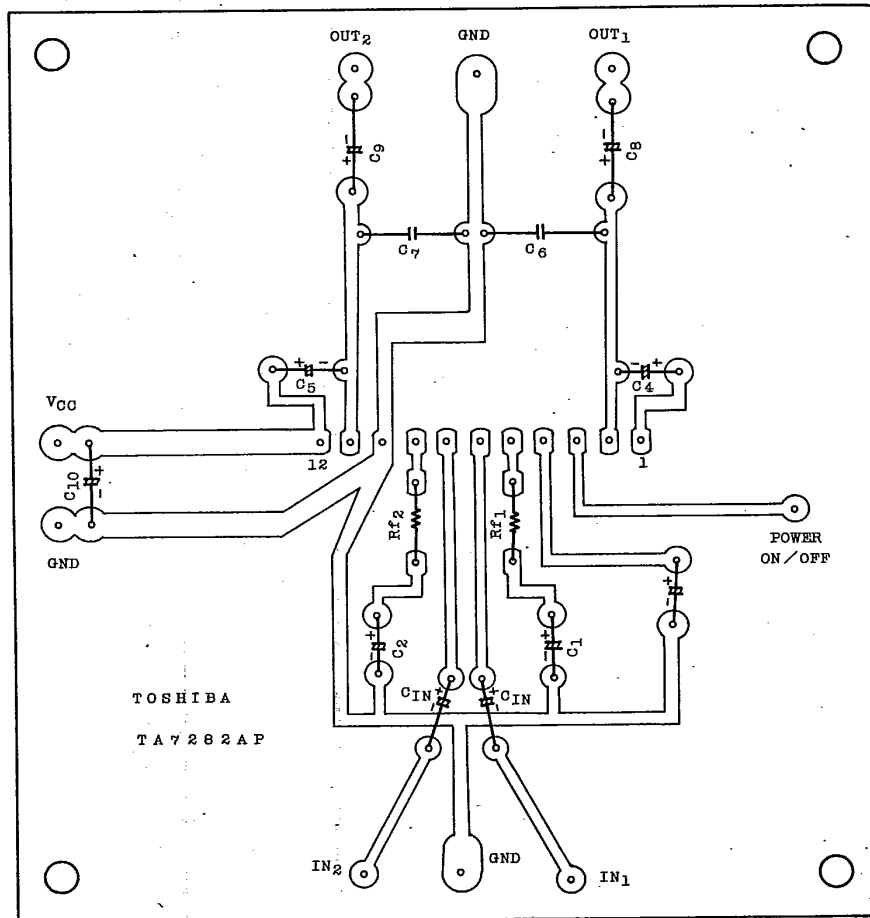 OUT2
GND
OUT1
- +
C9
- +
C8
C7
C6
+ -
C5
- +
C4
VCC
12
1
C10
+ -
Rf2
Rf1
GND
POWER
ON/OFF
+ -
+ -
C2
+ -
C1
+ -
CIN
+ -
CIN
TOSHIBA
TA7282AP
IN2
GND
IN1